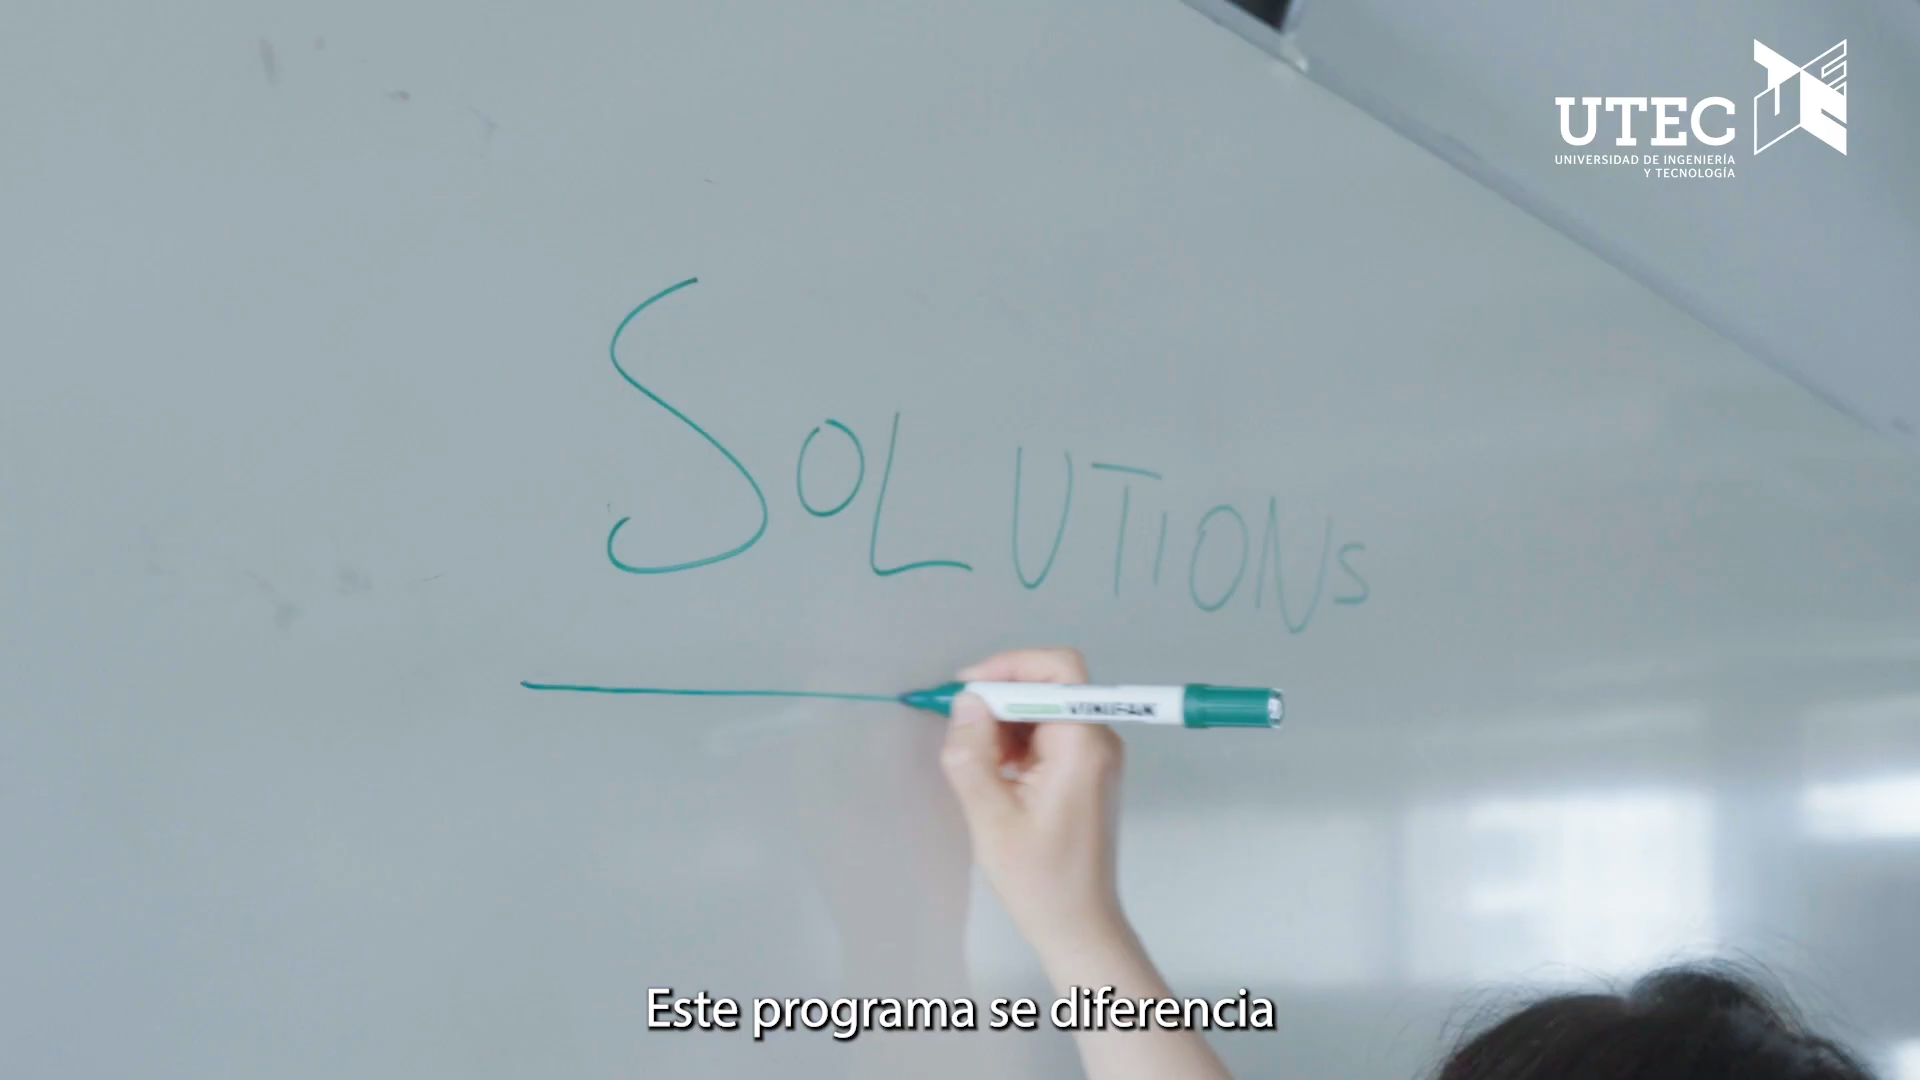 UTEC
UNIVERSIDAD DE INGENIERÍA
Y TECNOLOGÍA
SOLUTIONS
Este programa se diferencia